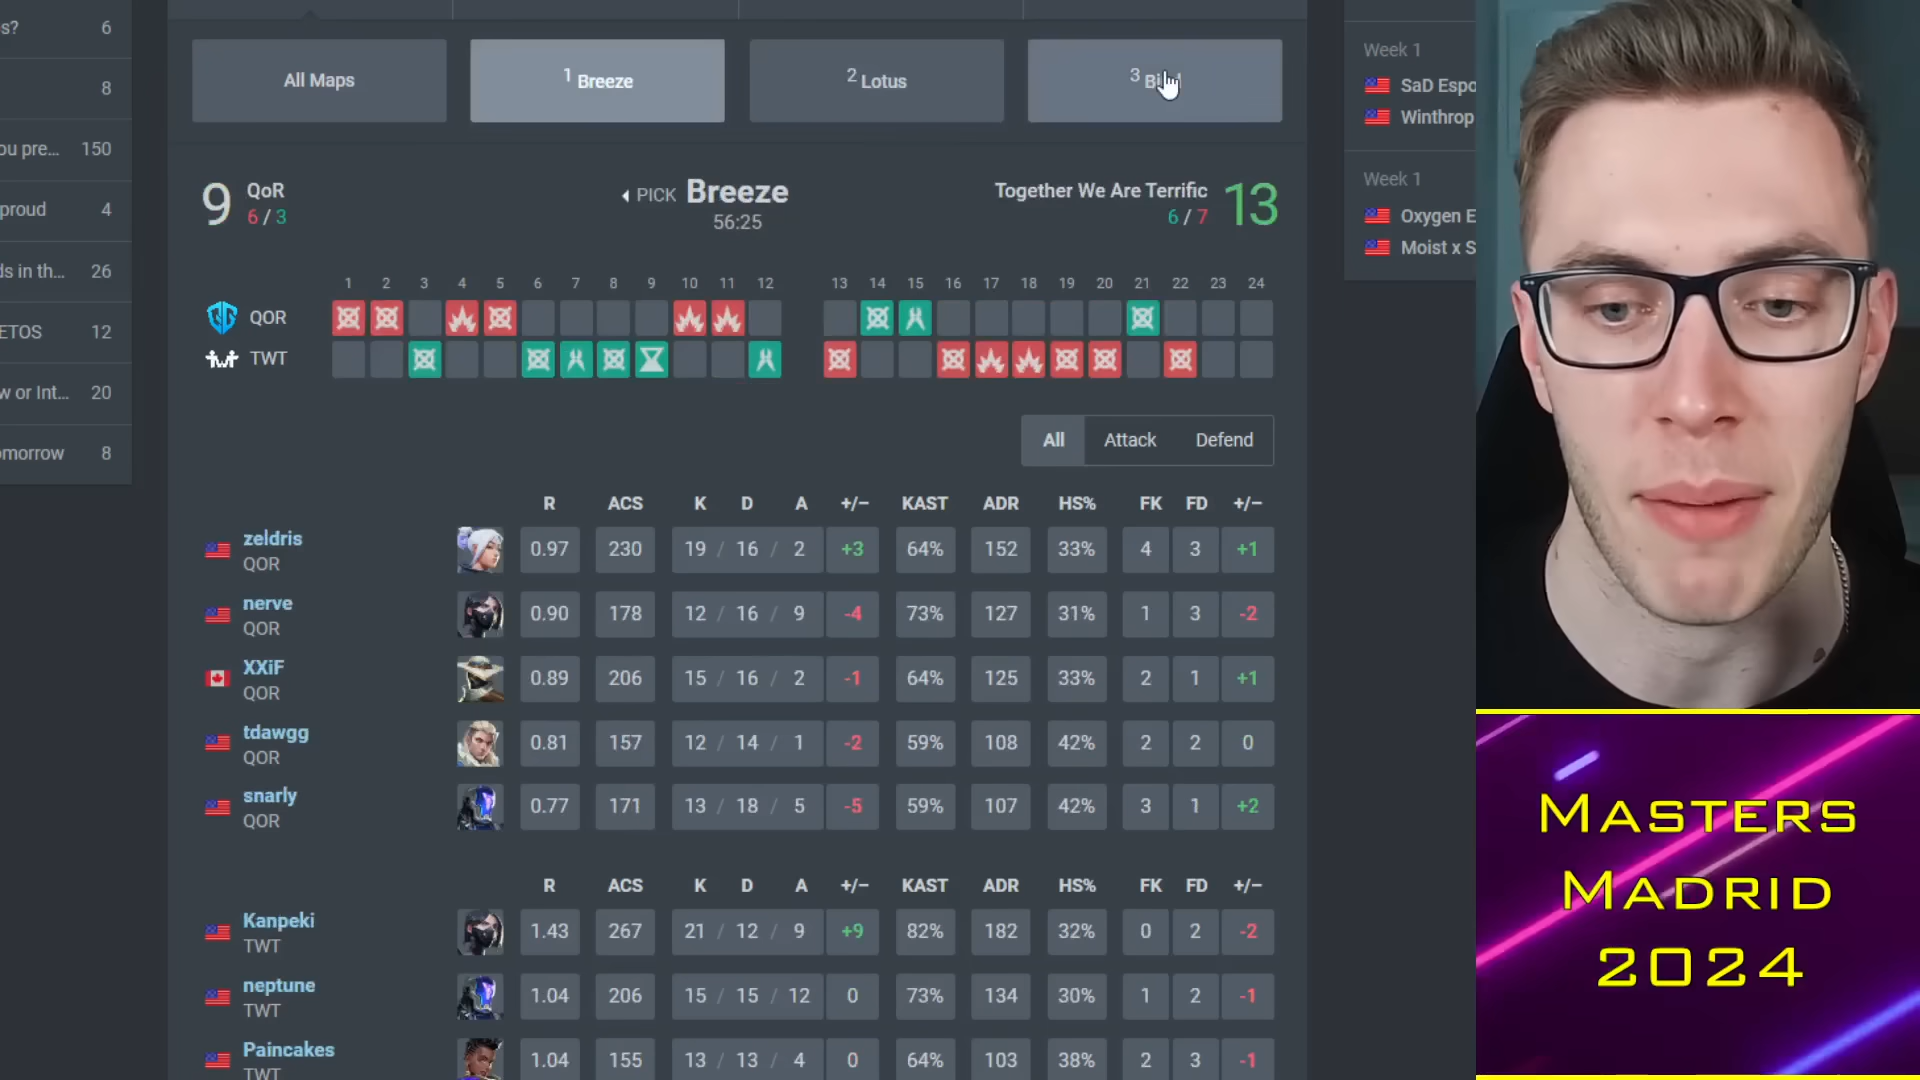 s?
6
8
ou pre...
150
proud
4
ds in th...
26
ETOS
12
w or Int...
20
omorrow
8
All Maps
1 Breeze
2 Lotus
3
9
QoR
6 / 3
PICK Breeze
56:25
Together We Are Terrific
6 / 7
13
1 2 3 4 5 6 7 8 9 10 11 12 13 14 15 16 17 18 19 20 21 22 23 24
QOR
TWT
All Attack Defend
R ACS K D A +/– KAST ADR HS% FK FD +/–
zeldris
QOR
0.97 230 19 / 16 / 2 +3 64% 152 33% 4 3 +1
nerve
QOR
0.90 178 12 / 16 / 9 -4 73% 127 31% 1 3 -2
XXiF
QOR
0.89 206 15 / 16 / 2 -1 64% 125 33% 2 1 +1
tdawgg
QOR
0.81 157 12 / 14 / 1 -2 59% 108 42% 2 2 0
snarly
QOR
0.77 171 13 / 18 / 5 -5 59% 107 42% 3 1 +2
R ACS K D A +/– KAST ADR HS% FK FD +/–
Kanpeki
TWT
1.43 267 21 / 12 / 9 +9 82% 182 32% 0 2 -2
neptune
TWT
1.04 206 15 / 15 / 12 0 73% 134 30% 1 2 -1
Paincakes
TWT
1.04 155 13 / 13 / 4 0 64% 103 38% 2 3 -1
Week 1
SaD Espo
Winthrop
Week 1
Oxygen E
Moist x S
MASTERS
MADRID
2024